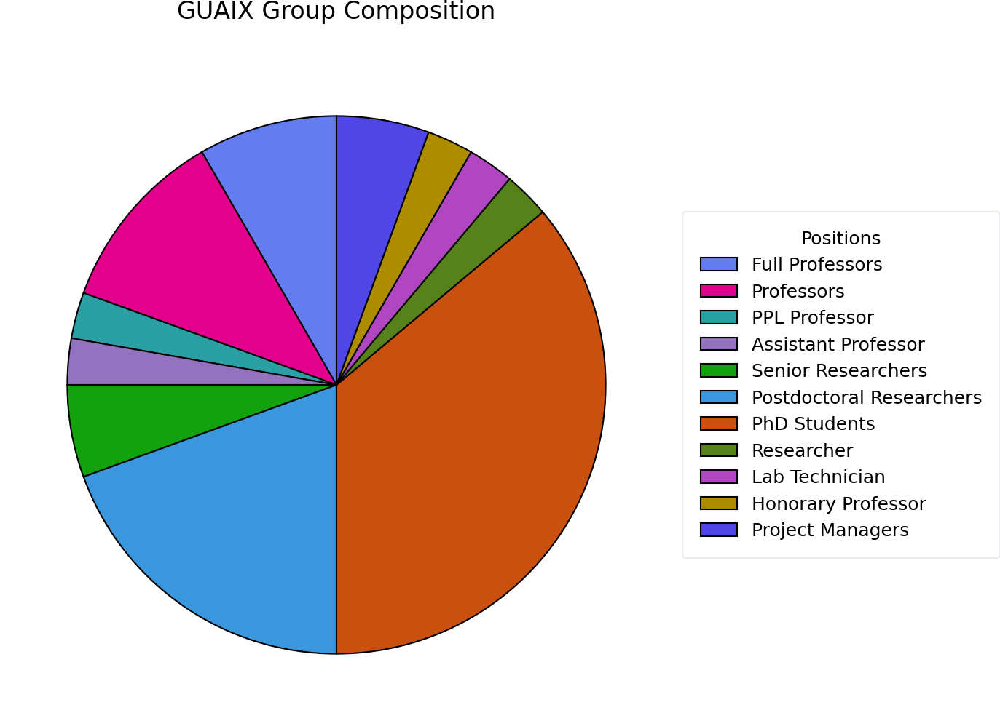 GUAIX Group Composition
Positions
Full Professors
Professors
PPL Professor
Assistant Professor
Senior Researchers
Postdoctoral Researchers
PhD Students
Researcher
Lab Technician
Honorary Professor
Project Managers